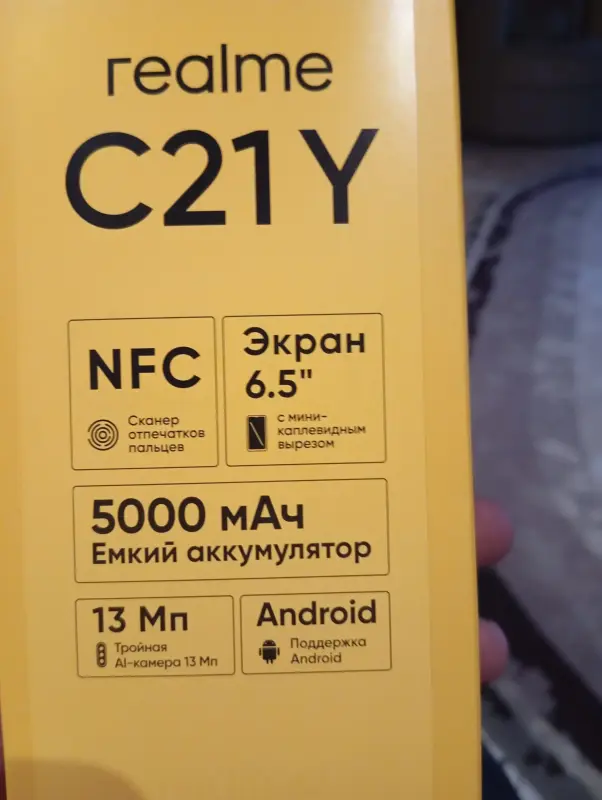 realme
C21Y
NFC
Сканер
отпечатков
пальцев
Экран
6.5"
с мини-
каплевидным
вырезом
5000 мАч
Емкий аккумулятор
13 Мп
Тройная
AI-камера 13 Мп
Android
Поддержка
Android